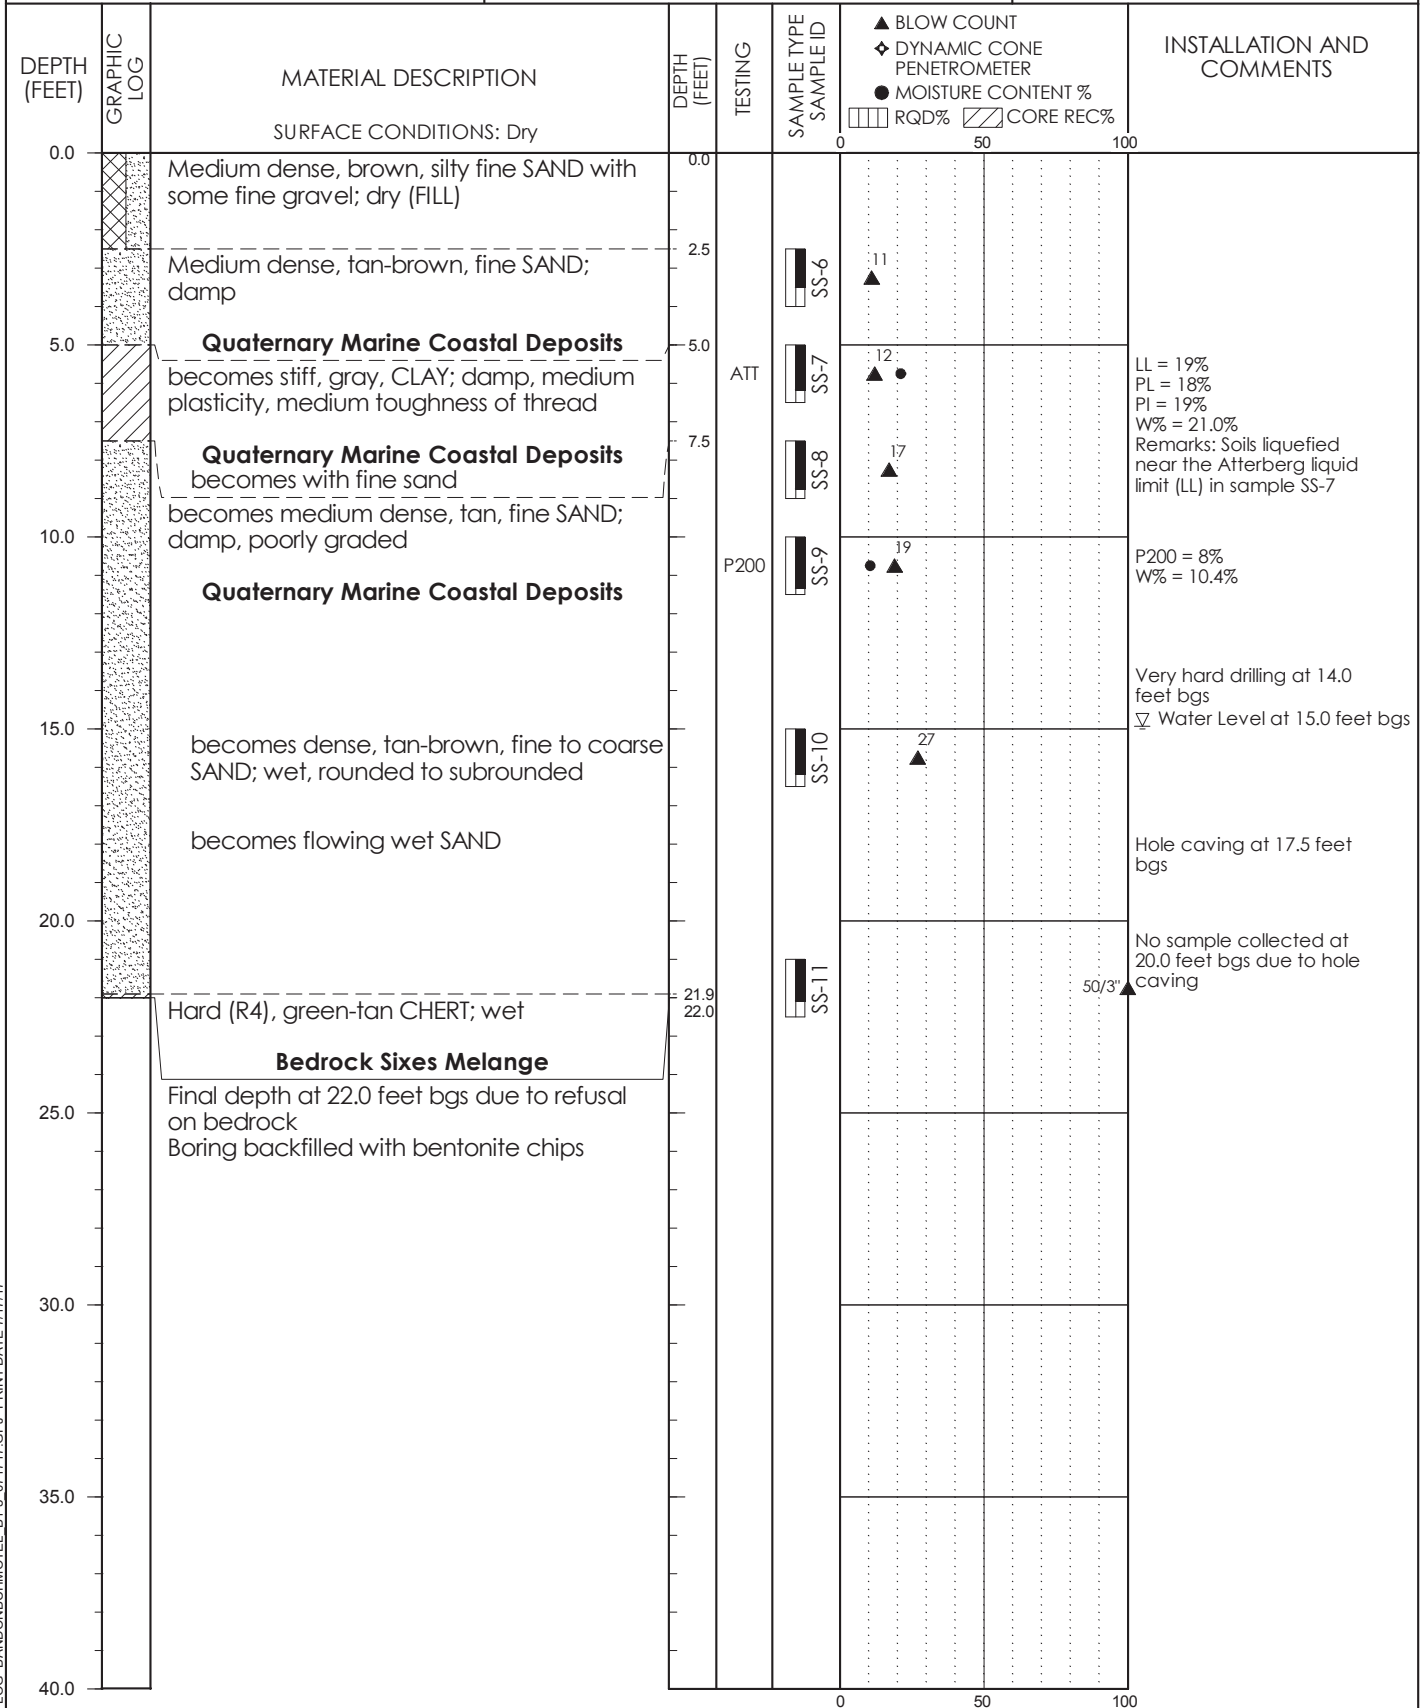 DEPTH
(FEET)
GRAPHIC
LOG
MATERIAL DESCRIPTION
SURFACE CONDITIONS: Dry
DEPTH
(FEET)
TESTING
SAMPLE TYPE
SAMPLE ID
▲ BLOW COUNT
DYNAMIC CONE
PENETROMETER
● MOISTURE CONTENT %
RQD% CORE REC%
0 50 100
INSTALLATION AND
COMMENTS
0.0
0.0
Medium dense, brown, silty fine SAND with
some fine gravel; dry (FILL)
2.5
Medium dense, tan-brown, fine SAND;
damp
SS-6
11
Quaternary Marine Coastal Deposits
5.0
5.0
becomes stiff, gray, CLAY; damp, medium
plasticity, medium toughness of thread
ATT
SS-7
12
LL = 19%
PL = 18%
PI = 19%
W% = 21.0%
Remarks: Soils liquefied
near the Atterberg liquid
limit (LL) in sample SS-7
Quaternary Marine Coastal Deposits
7.5
becomes with fine sand
SS-8
17
becomes medium dense, tan, fine SAND;
damp, poorly graded
10.0
P200
SS-9
19
P200 = 8%
W% = 10.4%
Quaternary Marine Coastal Deposits
Very hard drilling at 14.0
feet bgs
Water Level at 15.0 feet bgs
15.0
becomes dense, tan-brown, fine to coarse
SAND; wet, rounded to subrounded
SS-10
27
becomes flowing wet SAND
Hole caving at 17.5 feet
bgs
20.0
No sample collected at
20.0 feet bgs due to hole
caving
SS-11
50/3"
21.9
22.0
Hard (R4), green-tan CHERT; wet
Bedrock Sixes Melange
Final depth at 22.0 feet bgs due to refusal
on bedrock
Boring backfilled with bentonite chips
25.0
30.0
35.0
40.0
0 50 100